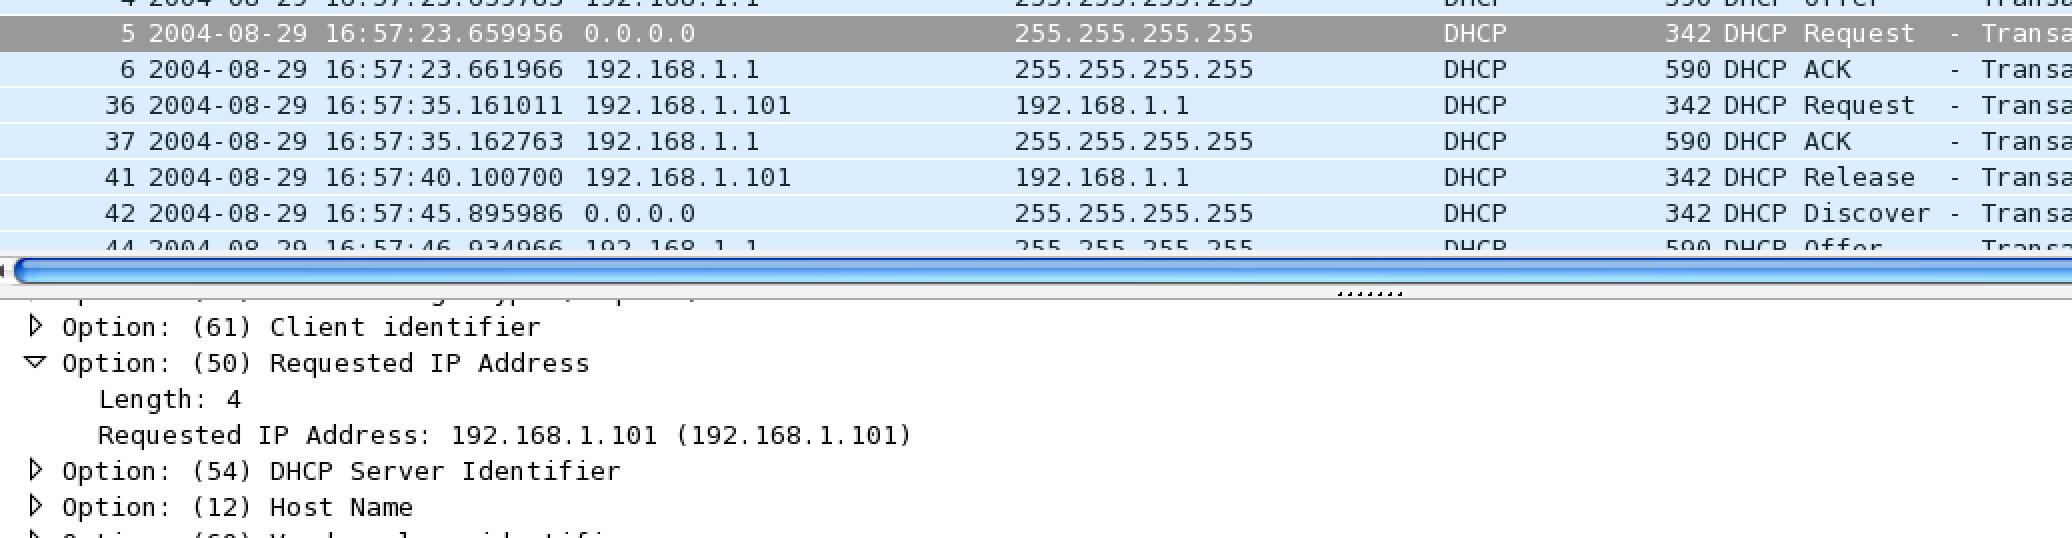 4 2004-08-29 16:57:23.655763 192.168.1.1 255.255.255.255 DHCP 590 DHCP Offer - Transa
5 2004-08-29 16:57:23.659956 0.0.0.0 255.255.255.255 DHCP 342 DHCP Request - Transa
6 2004-08-29 16:57:23.661966 192.168.1.1 255.255.255.255 DHCP 590 DHCP ACK - Transa
36 2004-08-29 16:57:35.161011 192.168.1.101 192.168.1.1 DHCP 342 DHCP Request - Transa
37 2004-08-29 16:57:35.162763 192.168.1.1 255.255.255.255 DHCP 590 DHCP ACK - Transa
41 2004-08-29 16:57:40.100700 192.168.1.101 192.168.1.1 DHCP 342 DHCP Release - Transa
42 2004-08-29 16:57:45.895986 0.0.0.0 255.255.255.255 DHCP 342 DHCP Discover - Transa
44 2004-08-29 16:57:46.934966 192.168.1.1 255.255.255.255 DHCP 590 DHCP Offer - Transa
Option: (61) Client identifier
Option: (50) Requested IP Address
Length: 4
Requested IP Address: 192.168.1.101 (192.168.1.101)
Option: (54) DHCP Server Identifier
Option: (12) Host Name